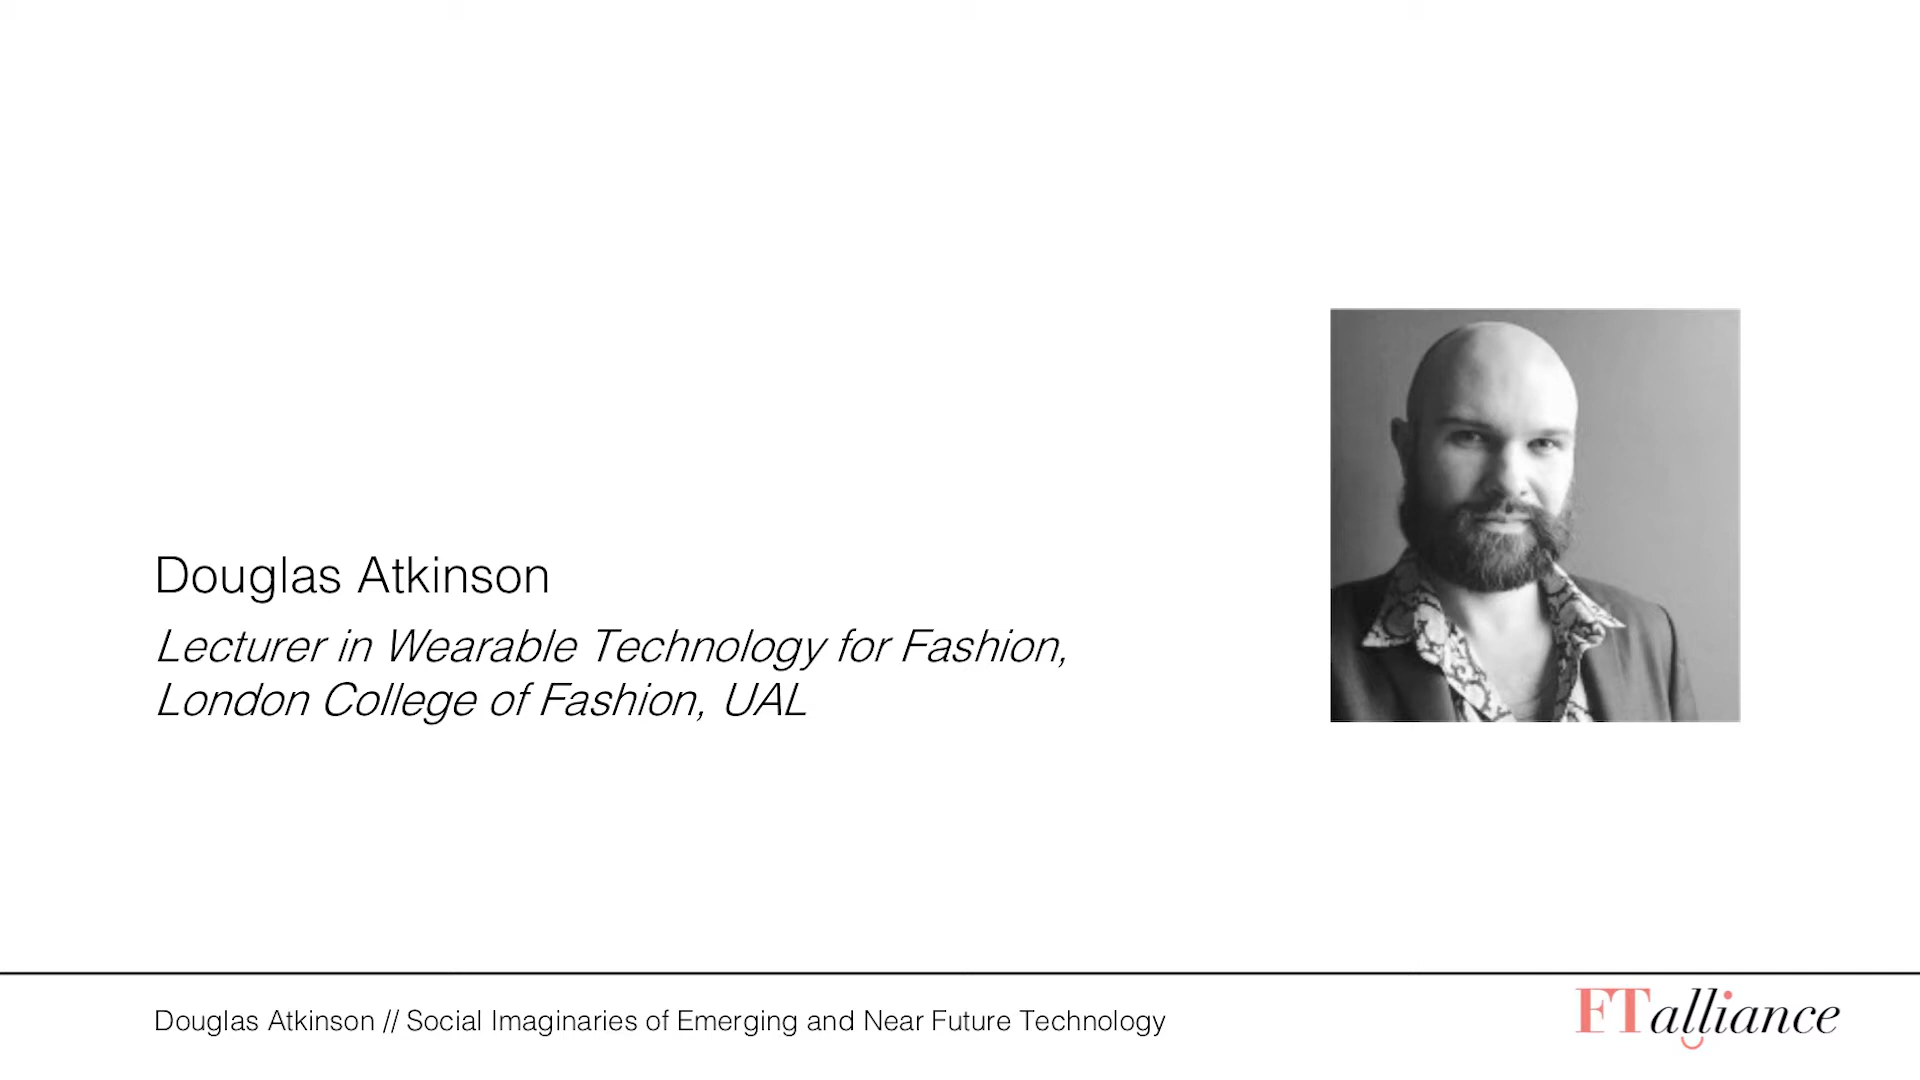 Douglas Atkinson
Lecturer in Wearable Technology for Fashion,
London College of Fashion, UAL
Douglas Atkinson // Social Imaginaries of Emerging and Near Future Technology
FTalliance